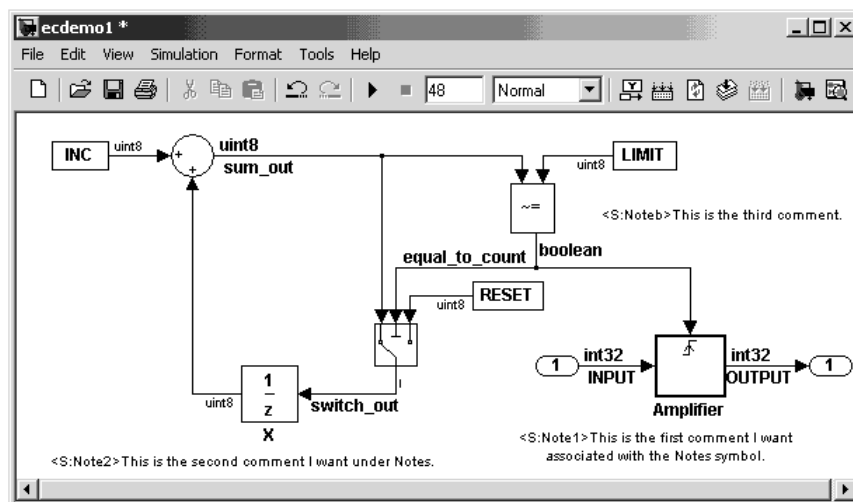 ecdemo1 *
File Edit View Simulation Format Tools Help
48 Normal
INC uint8 + + uint8 sum_out
uint8 LIMIT
~=
<S:Noteb>This is the third comment.
equal_to_count boolean
uint8 RESET
1 int32 INPUT
int32 OUTPUT 1
Amplifier
uint8 1 z switch_out
X
<S:Note1>This is the first comment I want
associated with the Notes symbol.
<S:Note2>This is the second comment I want under Notes.